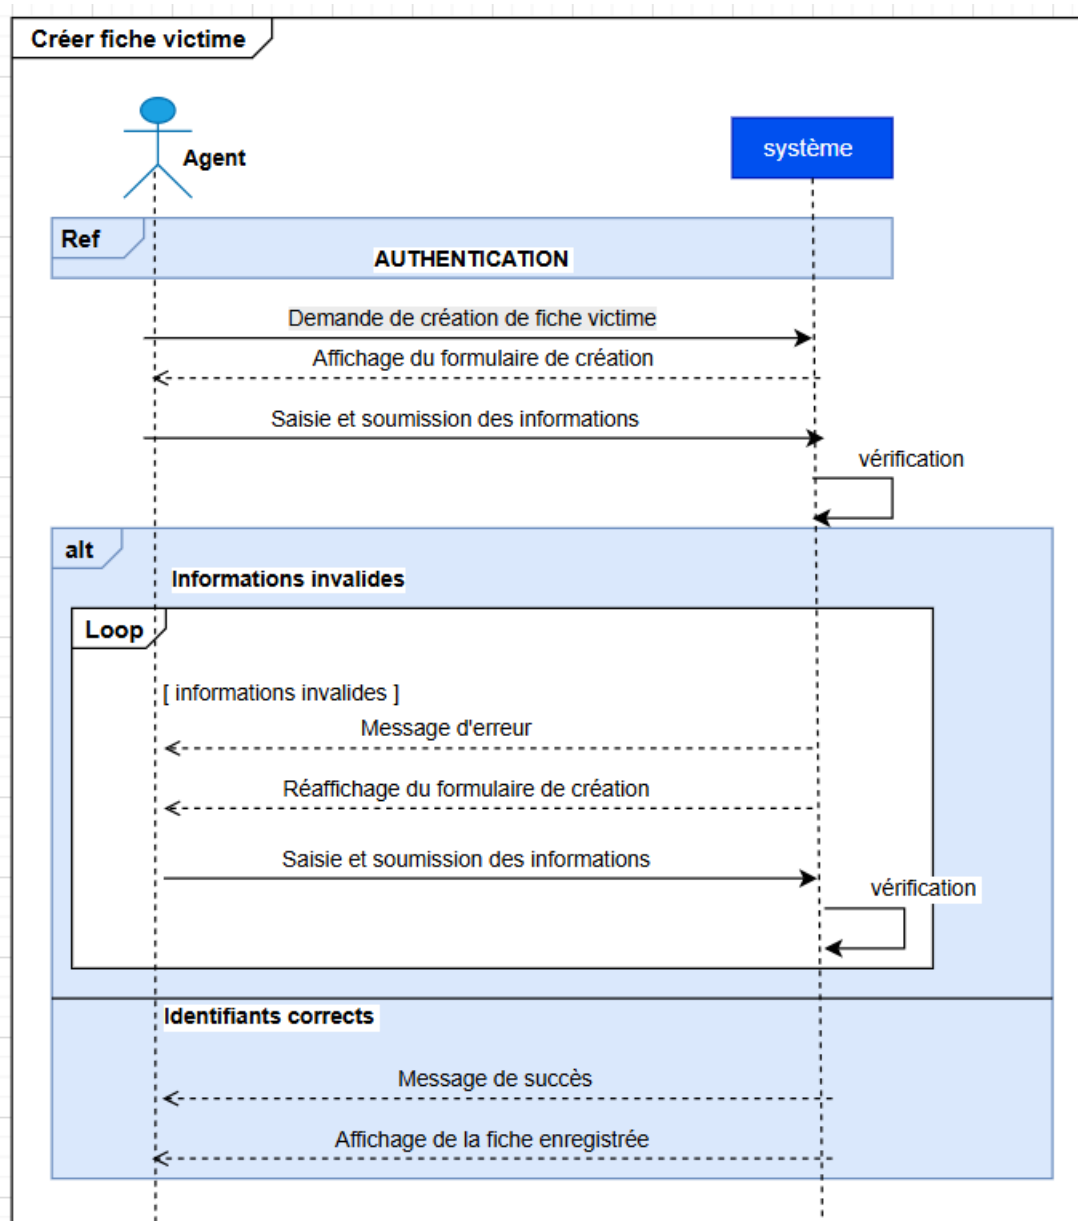 Créer fiche victime
Agent
système
Ref
AUTHENTICATION
Demande de création de fiche victime
Affichage du formulaire de création
Saisie et soumission des informations
vérification
alt
Informations invalides
Loop
[ informations invalides ]
Message d'erreur
Réaffichage du formulaire de création
Saisie et soumission des informations
vérification
Identifiants corrects
Message de succès
Affichage de la fiche enregistrée